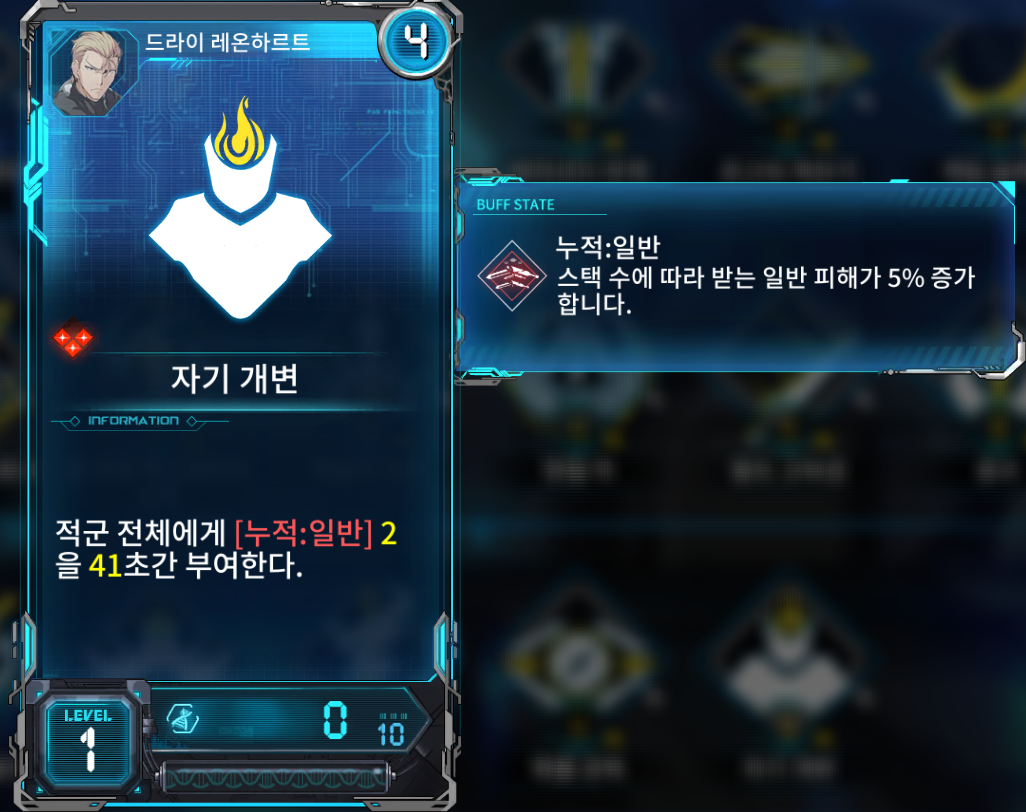 드라이 레온하르트
4
자기 개변
INFORMATION
적군 전체에게 [누적:일반] 2
을 41초간 부여한다.
LEVEL
1
0
10
BUFF STATE
누적:일반
스택 수에 따라 받는 일반 피해가 5% 증가
합니다.